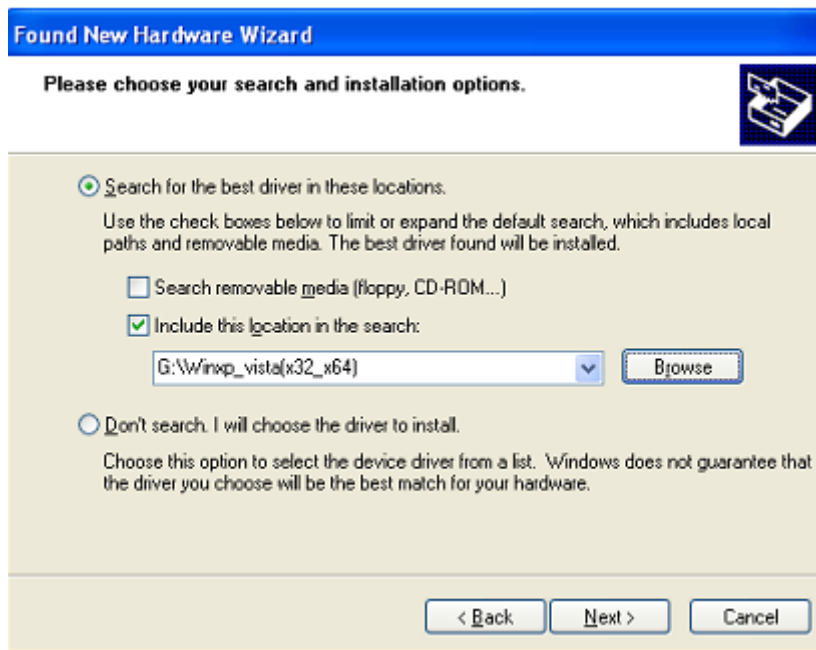 Found New Hardware Wizard
Please choose your search and installation options.
Search for the best driver in these locations.
Use the check boxes below to limit or expand the default search, which includes local
paths and removable media. The best driver found will be installed.
Search removable media (floppy, CD-ROM...)
Include this location in the search:
G:\Winxp_vista(x32_x64)
Browse
Don't search. I will choose the driver to install.
Choose this option to select the device driver from a list. Windows does not guarantee that
the driver you choose will be the best match for your hardware.
< Back
Next >
Cancel